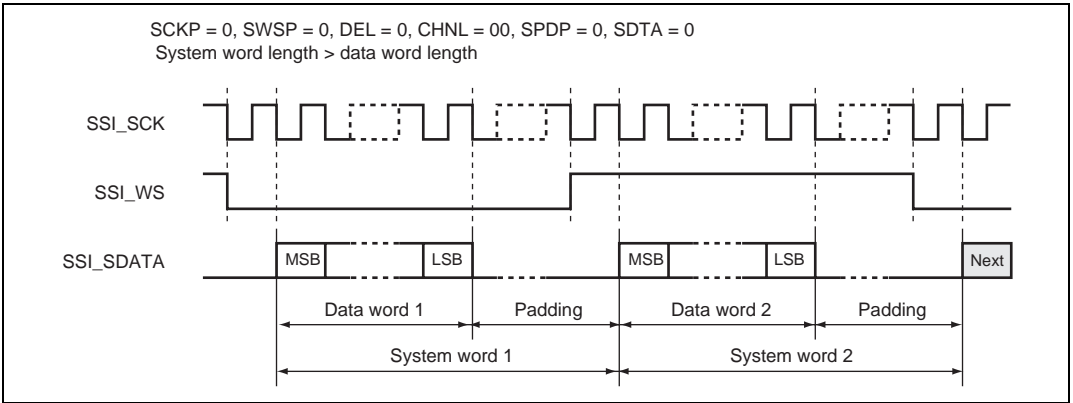 SCKP = 0, SWSP = 0, DEL = 0, CHNL = 00, SPDP = 0, SDTA = 0
System word length > data word length
SSI_SCK
SSI_WS
SSI_SDATA
MSB
LSB
MSB
LSB
Next
Data word 1
Padding
Data word 2
Padding
System word 1
System word 2